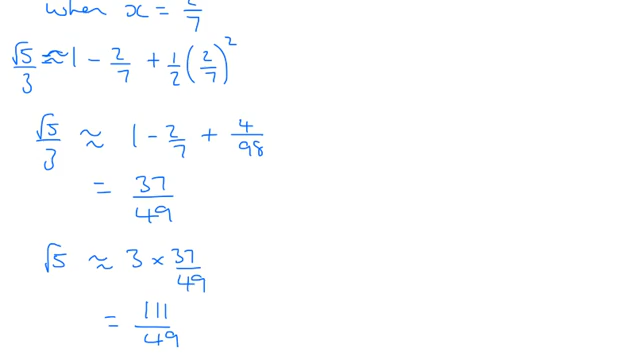 when x = 2/7
√5/3 ≈ 1 - 2/7 + 1/2 (2/7)²
√5/3 ≈ 1 - 2/7 + 4/98
= 37/49
√5 ≈ 3 × 37/49
= 111/49